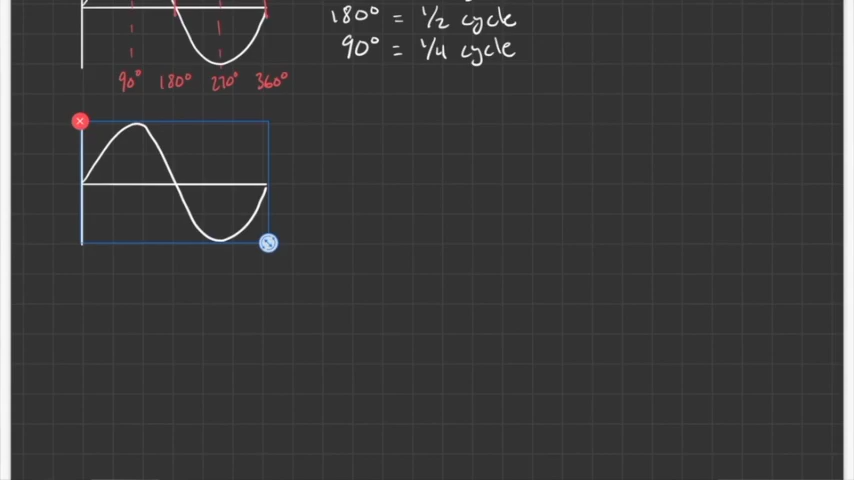 180° = 1/2 cycle
90° = 1/4 cycle
90° 180° 270° 360°